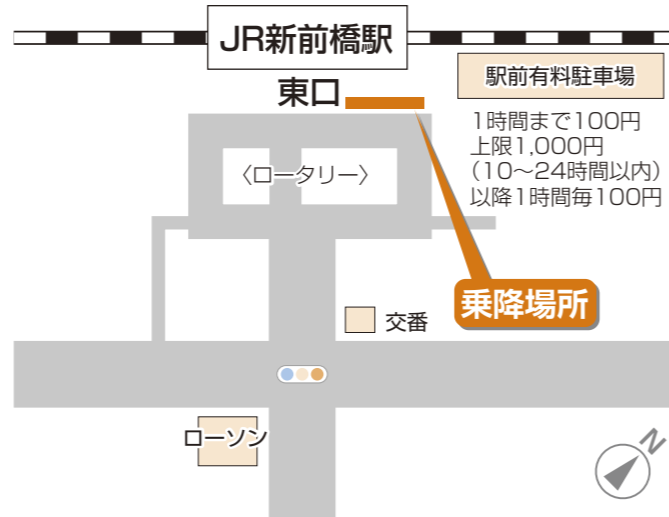 JR新前橋駅
東口
駅前有料駐車場
1時間まで100円
上限1,000円
（10～24時間以内）
以降1時間毎100円
〈ロータリー〉
乗降場所
交番
ローソン
N